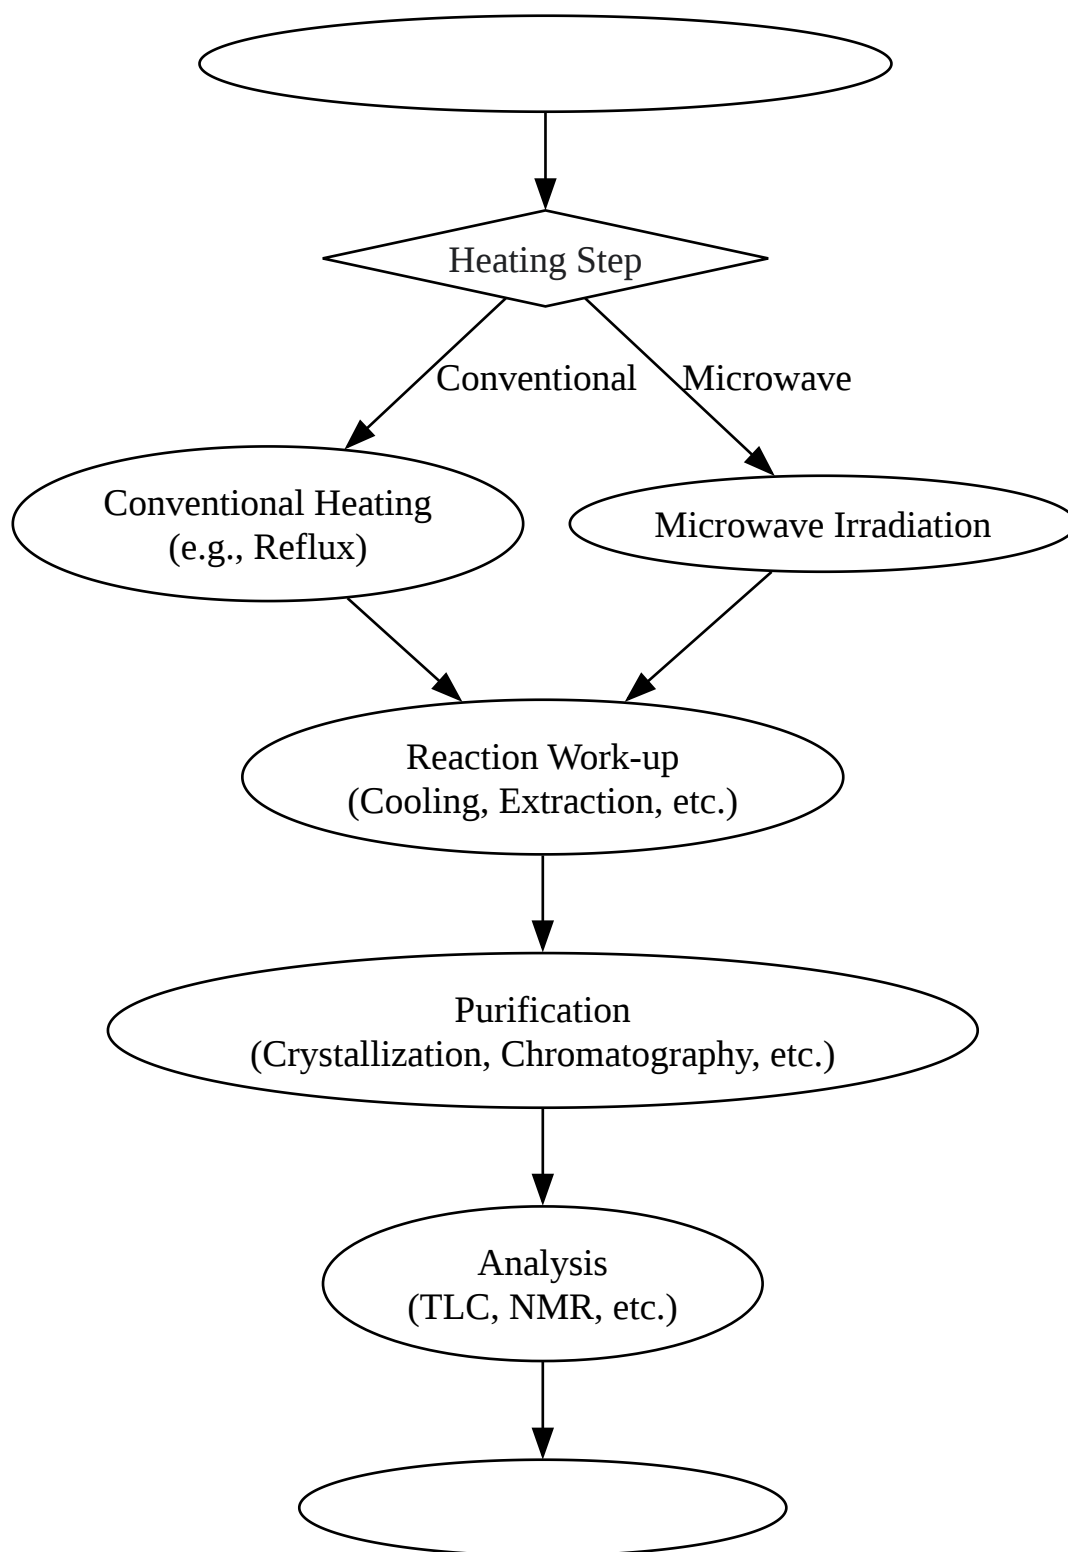 Heating Step
Conventional
Microwave
Conventional Heating
(e.g., Reflux)
Microwave Irradiation
Reaction Work-up
(Cooling, Extraction, etc.)
Purification
(Crystallization, Chromatography, etc.)
Analysis
(TLC, NMR, etc.)